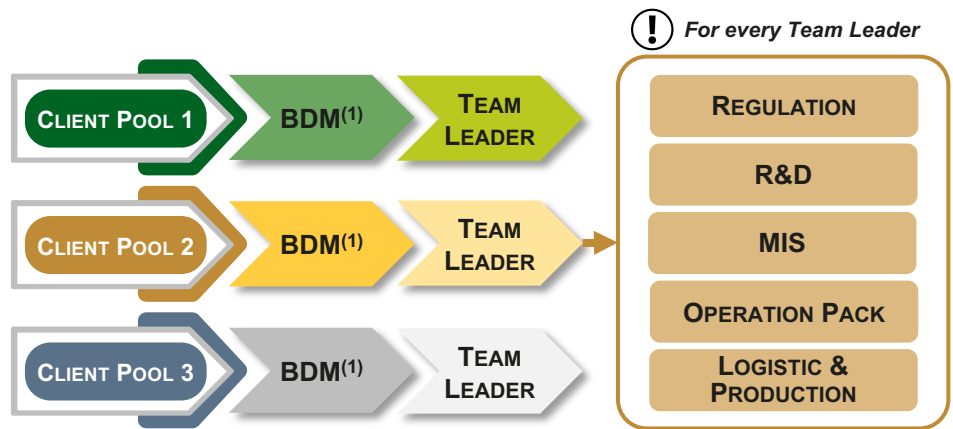 ! For every Team Leader
CLIENT POOL 1
BDM(1)
TEAM
LEADER
CLIENT POOL 2
BDM(1)
TEAM
LEADER
CLIENT POOL 3
BDM(1)
TEAM
LEADER
REGULATION
R&D
MIS
OPERATION PACK
LOGISTIC &
PRODUCTION